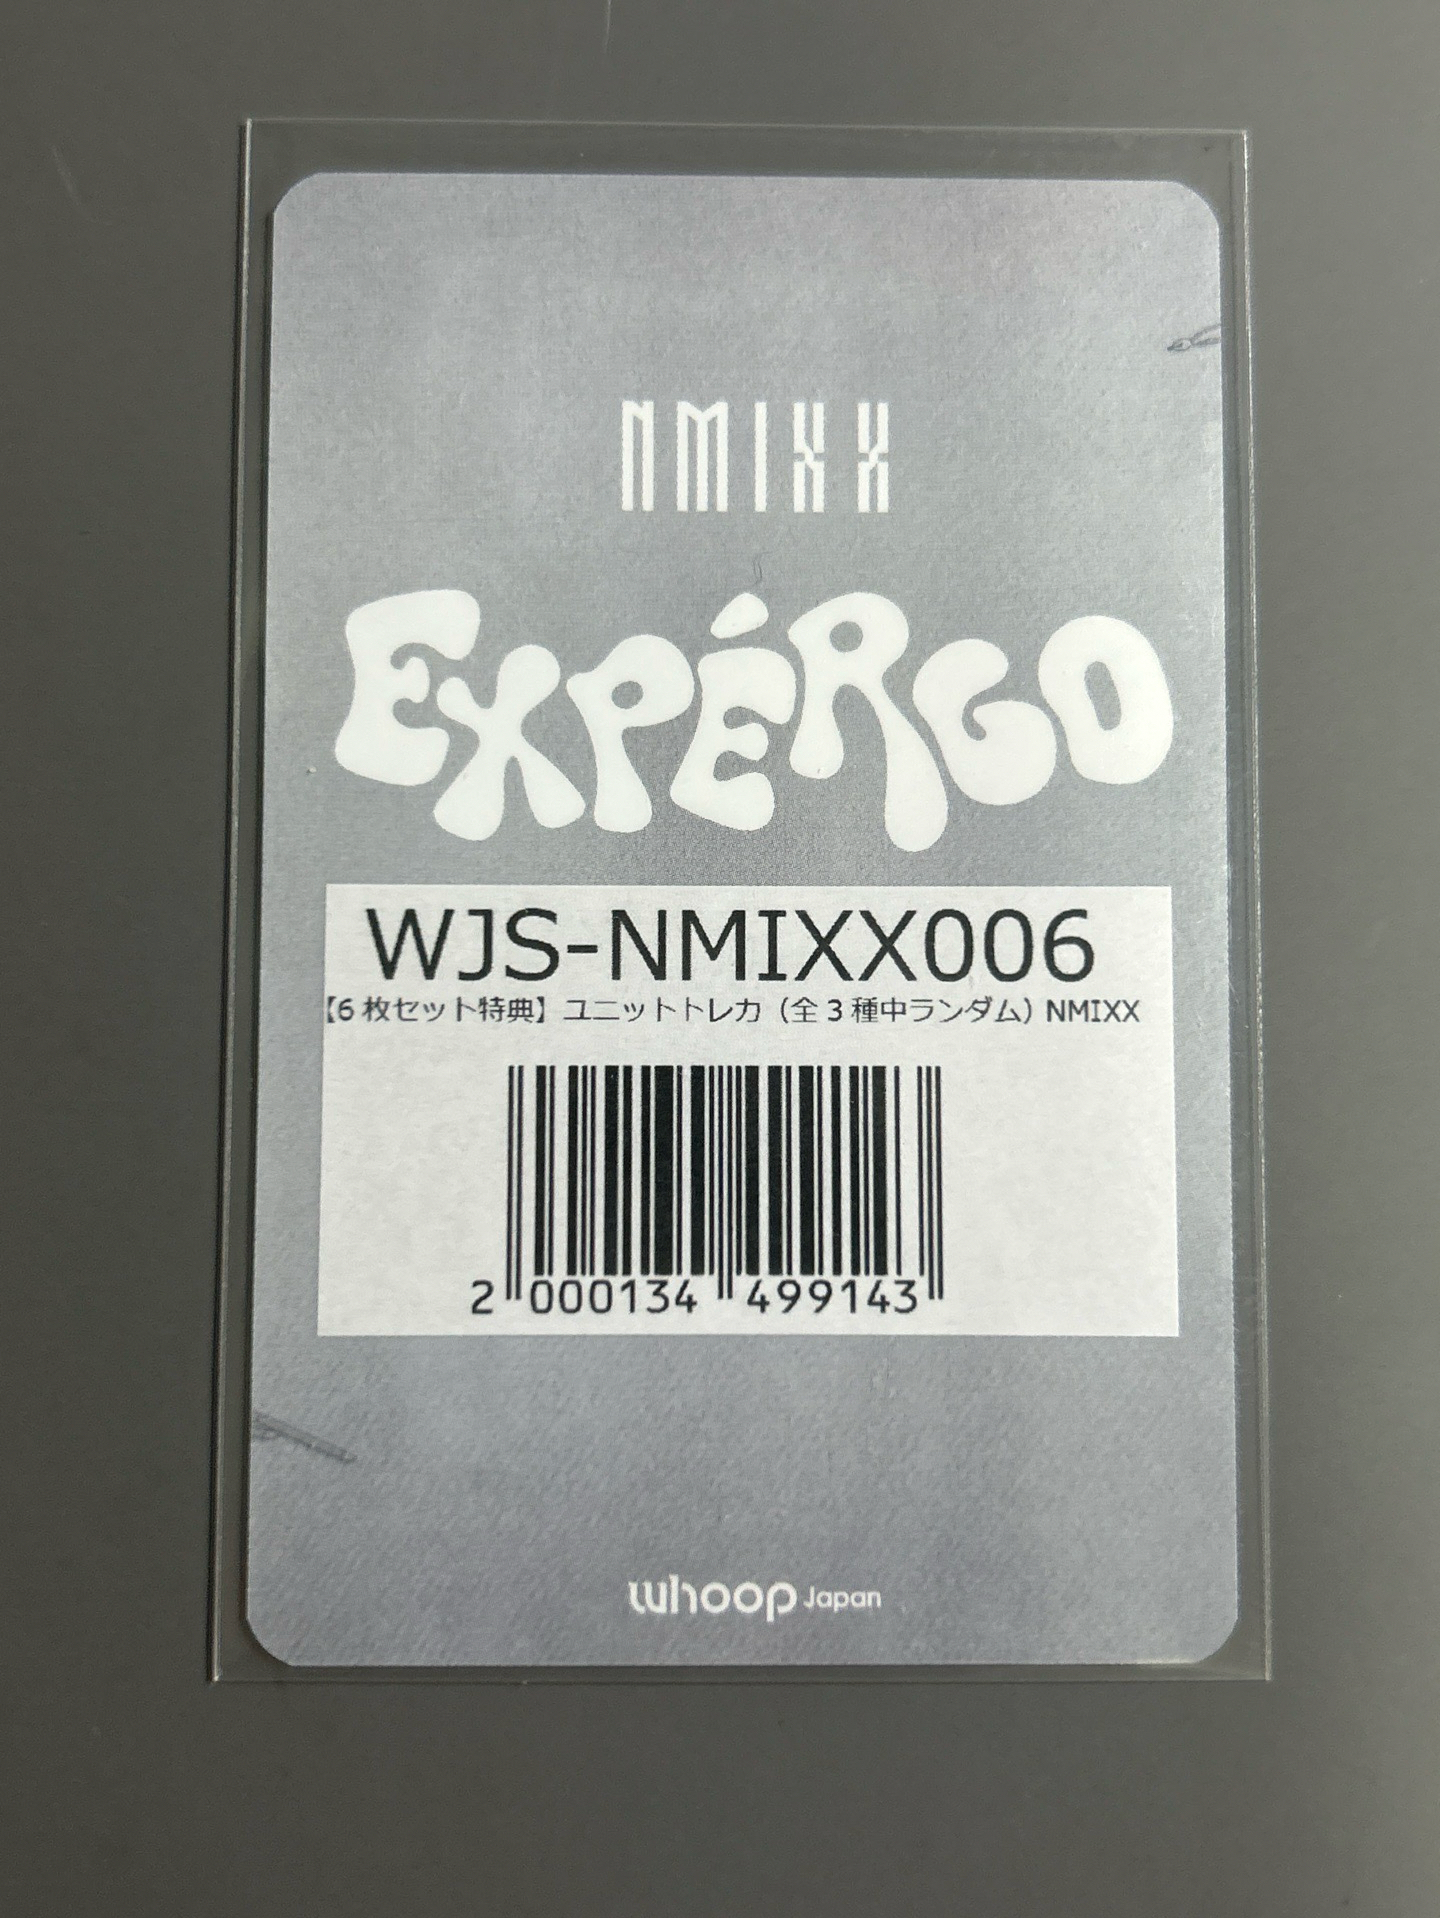 NMIXX
EXPÉRGO
WJS-NMIXX006
【6枚セット特典】ユニットトレカ（全3種中ランダム）NMIXX
2 000134 499143
whoop Japan